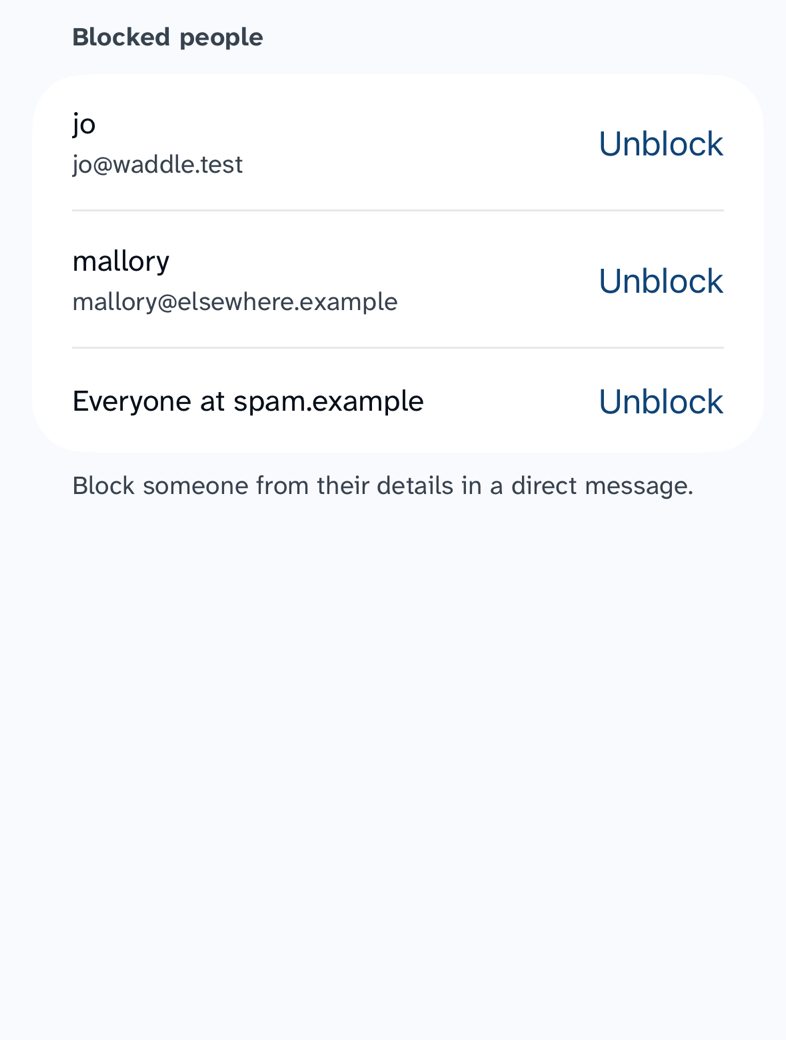 Blocked people
jo
Unblock
jo@waddle.test
mallory
Unblock
mallory@elsewhere.example
Everyone at spam.example
Unblock
Block someone from their details in a direct message.